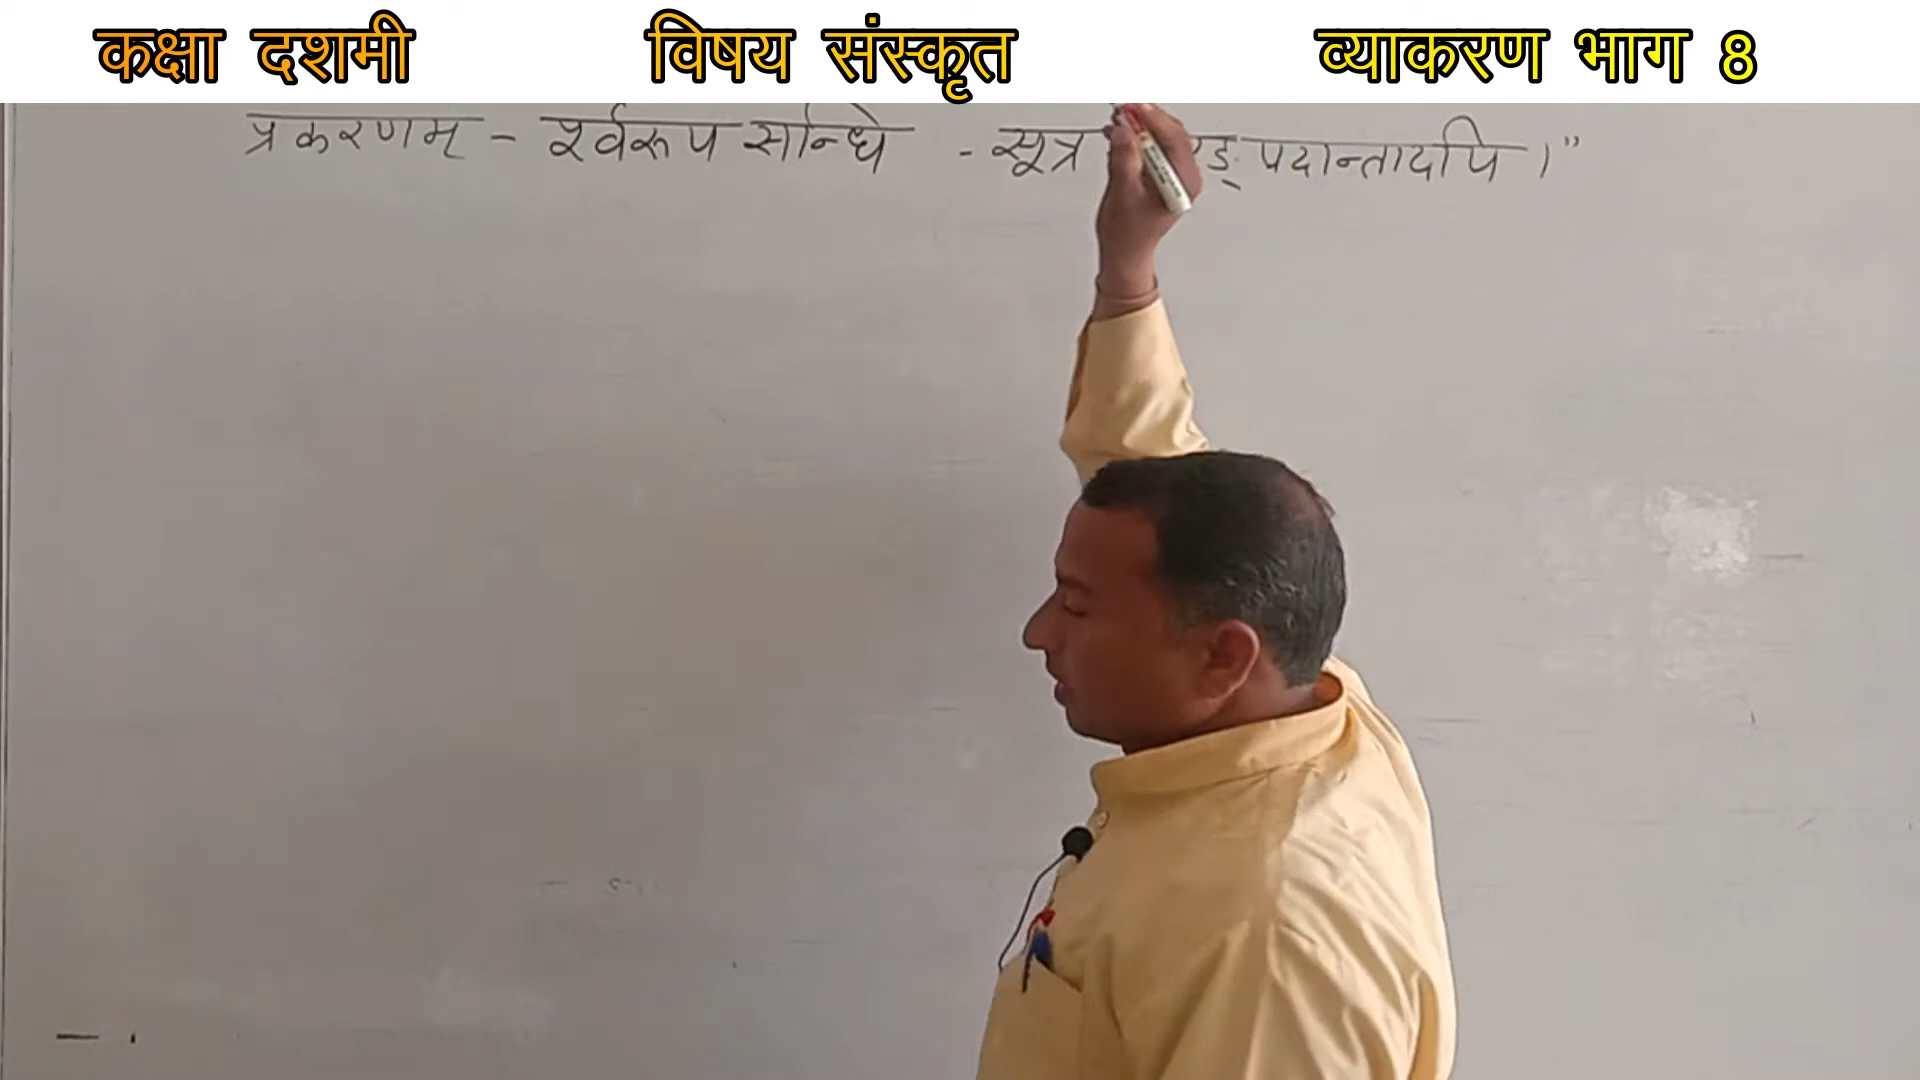 कक्षा दशमी विषय संस्कृत व्याकरण भाग 8
प्रकरणम् - पूर्वरूप सन्धि - सूत्र ङ् पदान्तादपि ।”